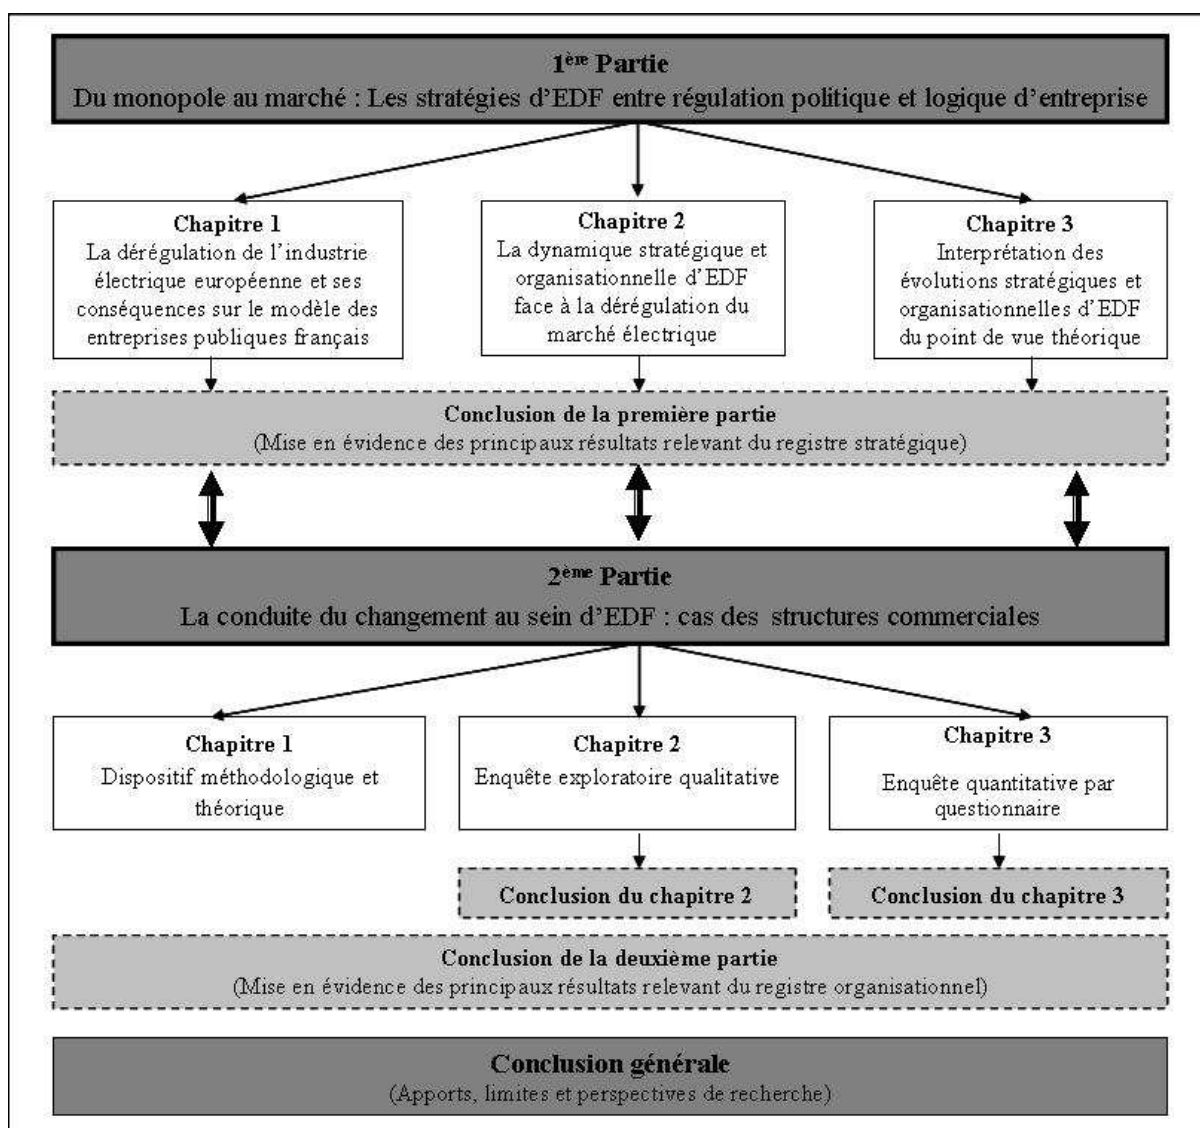 1ère Partie
Du monopole au marché : Les stratégies d'EDF entre régulation politique et logique d'entreprise
Chapitre 1
La dérégulation de l'industrie
électrique européenne et ses
conséquences sur le modèle des
entreprises publiques français
Chapitre 2
La dynamique stratégique et
organisationnelle d'EDF
face à la dérégulation du
marché électrique
Chapitre 3
Interprétation des
évolutions stratégiques et
organisationnelles d'EDF
du point de vue théorique
Conclusion de la première partie
(Mise en évidence des principaux résultats relevant du registre stratégique)
2ème Partie
La conduite du changement au sein d'EDF : cas des structures commerciales
Chapitre 1
Dispositif méthodologique et
théorique
Chapitre 2
Enquête exploratoire qualitative
Chapitre 3
Enquête quantitative par
questionnaire
Conclusion du chapitre 2
Conclusion du chapitre 3
Conclusion de la deuxième partie
(Mise en évidence des principaux résultats relevant du registre organisationnel)
Conclusion générale
(Apports, limites et perspectives de recherche)